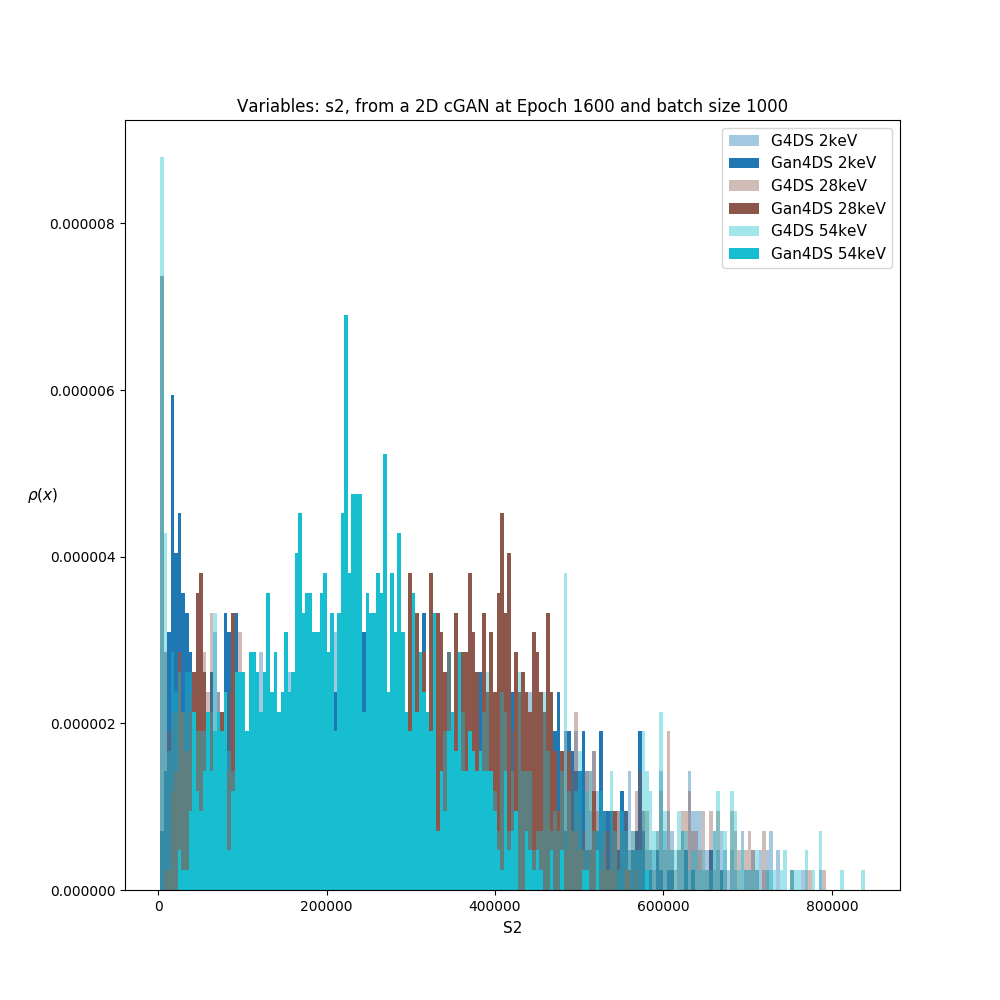 Variables: s2, from a 2D cGAN at Epoch 1600 and batch size 1000
G4DS 2keV
Gan4DS 2keV
G4DS 28keV
Gan4DS 28keV
G4DS 54keV
Gan4DS 54keV
0.000008
0.000006
ρ(x)
0.000004
0.000002
0.000000
0 200000 400000 600000 800000
S2